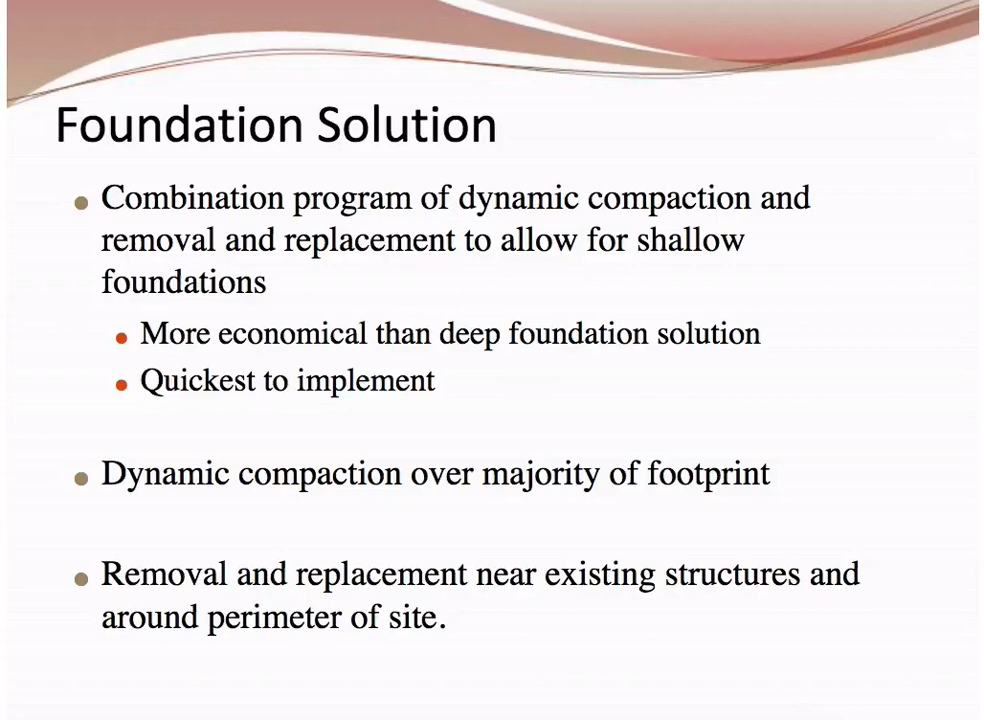 Foundation Solution
Combination program of dynamic compaction and
removal and replacement to allow for shallow
foundations
More economical than deep foundation solution
Quickest to implement
Dynamic compaction over majority of footprint
Removal and replacement near existing structures and
around perimeter of site.